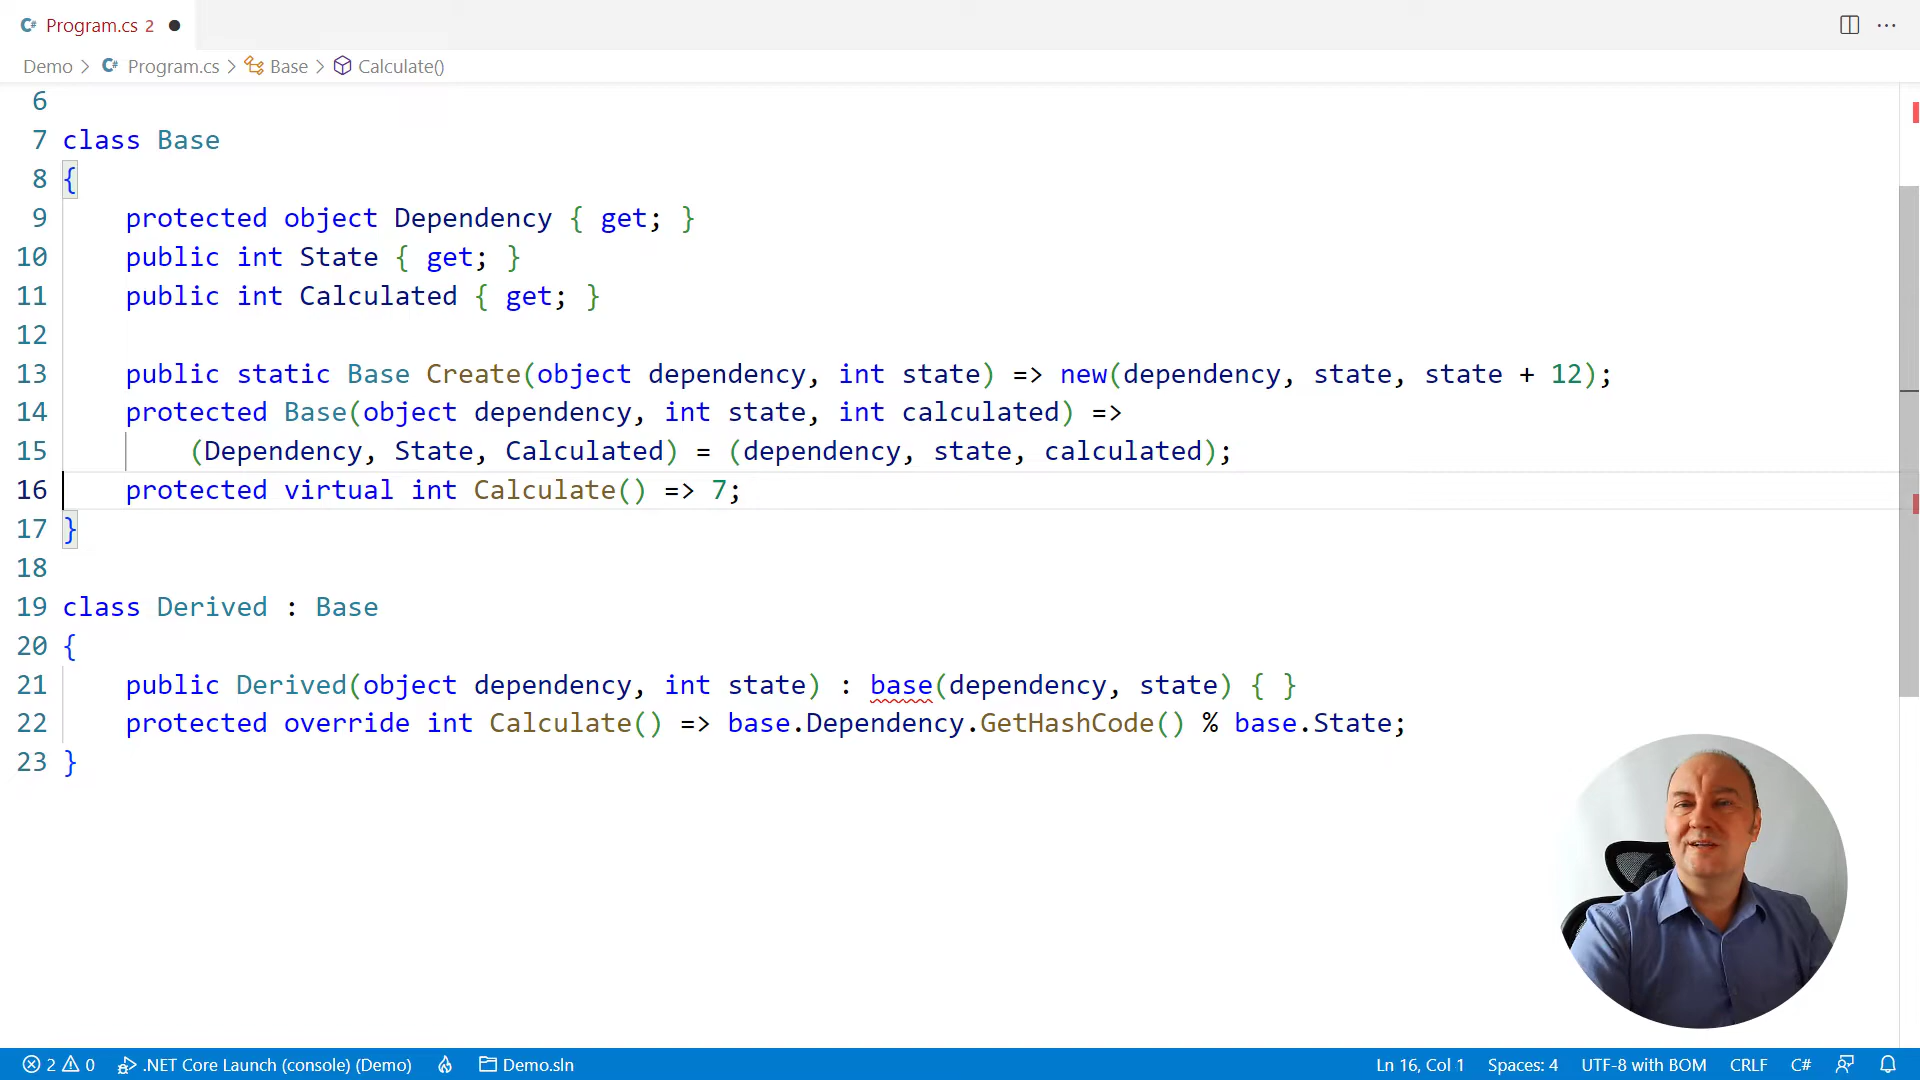 Program.cs 2
Demo > Program.cs > Base > Calculate()
6
7 class Base
8 {
9 protected object Dependency { get; }
10 public int State { get; }
11 public int Calculated { get; }
12
13 public static Base Create(object dependency, int state) => new(dependency, state, state + 12);
14 protected Base(object dependency, int state, int calculated) =>
15 (Dependency, State, Calculated) = (dependency, state, calculated);
16 protected virtual int Calculate() => 7;
17 }
18
19 class Derived : Base
20 {
21 public Derived(object dependency, int state) : base(dependency, state) { }
22 protected override int Calculate() => base.Dependency.GetHashCode() % base.State;
23 }
2 0 .NET Core Launch (console) (Demo) Demo.sln Ln 16, Col 1 Spaces: 4 UTF-8 with BOM CRLF C#